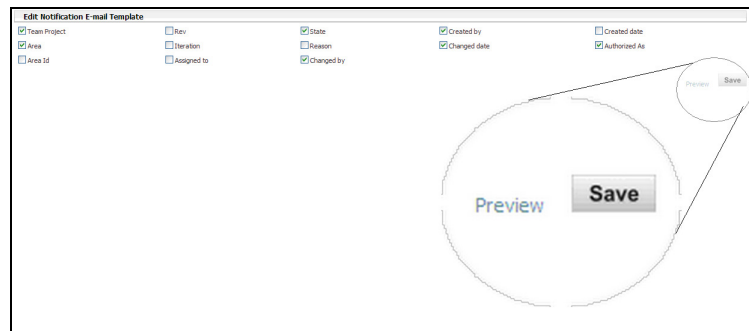 Edit Notification E-mail Template
Team Project Rev State Created by Created date
Area Iteration Reason Changed date Authorized As
Area Id Assigned to Changed by
Preview Save
Preview Save